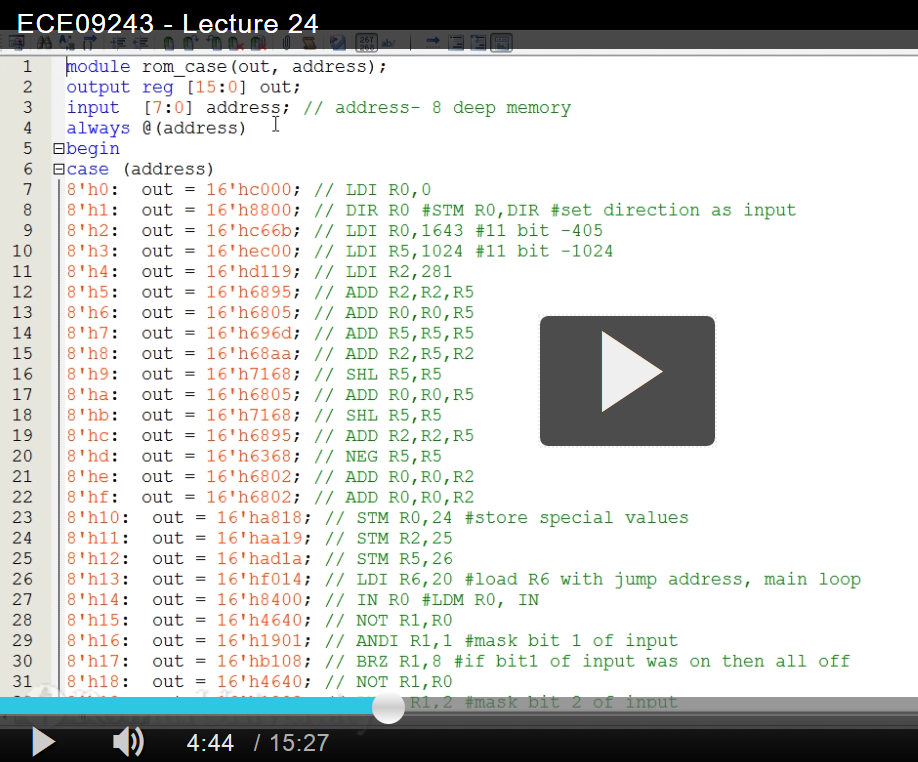 ECE09243 - Lecture 24
1 module rom_case(out, address);
2 output reg [15:0] out;
3 input  [7:0] address; // address- 8 deep memory
4 always @(address)
5 begin
6 case (address)
7 8'h0:  out = 16'hc000; // LDI R0,0
8 8'h1:  out = 16'h8800; // DIR R0 #STM R0,DIR #set direction as input
9 8'h2:  out = 16'hc66b; // LDI R0,1643 #11 bit -405
10 8'h3:  out = 16'hec00; // LDI R5,1024 #11 bit -1024
11 8'h4:  out = 16'hd119; // LDI R2,281
12 8'h5:  out = 16'h6895; // ADD R2,R2,R5
13 8'h6:  out = 16'h6805; // ADD R0,R0,R5
14 8'h7:  out = 16'h696d; // ADD R5,R5,R5
15 8'h8:  out = 16'h68aa; // ADD R2,R5,R2
16 8'h9:  out = 16'h7168; // SHL R5,R5
17 8'ha:  out = 16'h6805; // ADD R0,R0,R5
18 8'hb:  out = 16'h7168; // SHL R5,R5
19 8'hc:  out = 16'h6895; // ADD R2,R2,R5
20 8'hd:  out = 16'h6368; // NEG R5,R5
21 8'he:  out = 16'h6802; // ADD R0,R0,R2
22 8'hf:  out = 16'h6802; // ADD R0,R0,R2
23 8'h10:  out = 16'ha818; // STM R0,24 #store special values
24 8'h11:  out = 16'haa19; // STM R2,25
25 8'h12:  out = 16'had1a; // STM R5,26
26 8'h13:  out = 16'hf014; // LDI R6,20 #load R6 with jump address, main loop
27 8'h14:  out = 16'h8400; // IN R0 #LDM R0, IN
28 8'h15:  out = 16'h4640; // NOT R1,R0
29 8'h16:  out = 16'h1901; // ANDI R1,1 #mask bit 1 of input
30 8'h17:  out = 16'hb108; // BRZ R1,8 #if bit1 of input was on then all off
31 8'h18:  out = 16'h4640; // NOT R1,R0
R1,2 #mask bit 2 of input
4:44 / 15:27